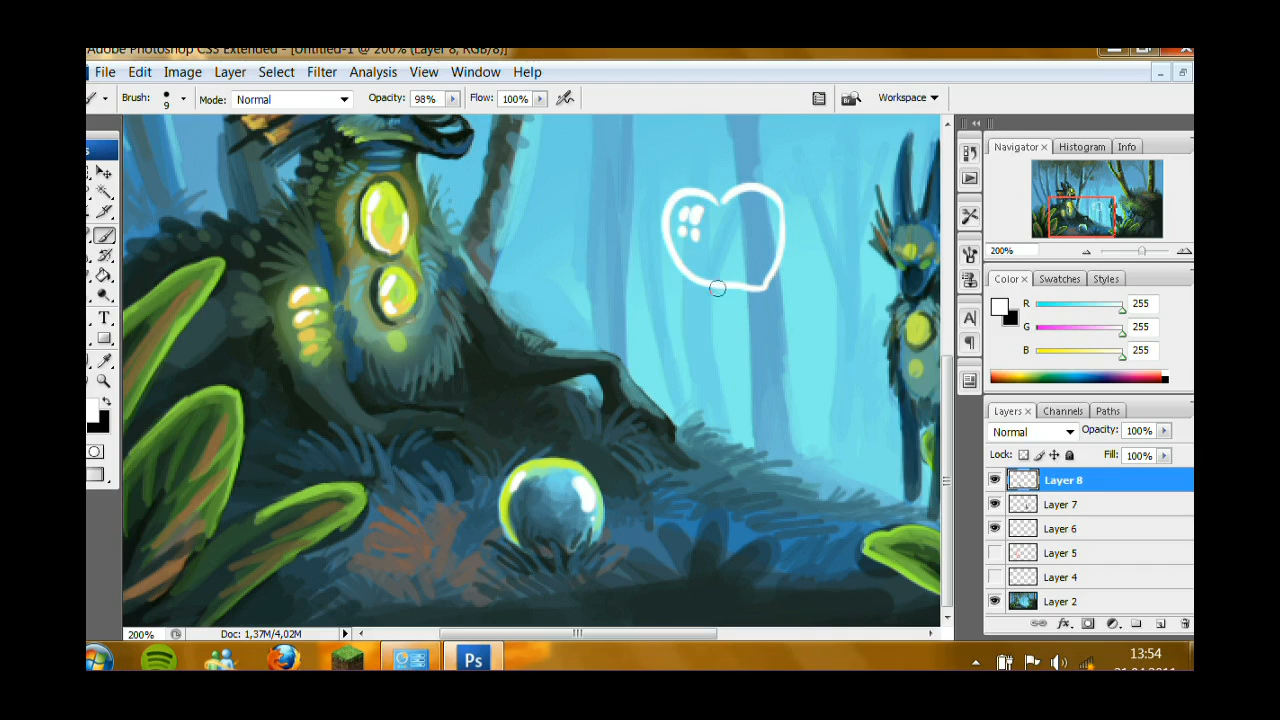 Adobe Photoshop CS3 Extended - [Untitled-1 @ 200% (Layer 8, RGB/8)]
File Edit Image Layer Select Filter Analysis View Window Help
Brush: 9 Mode: Normal Opacity: 98% Flow: 100% Workspace
Navigator Histogram Info
200%
Color Swatches Styles
R 255
G 255
B 255
Layers Channels Paths
Normal Opacity: 100%
Lock: Fill: 100%
Layer 8
Layer 7
Layer 6
Layer 5
Layer 4
Layer 2
200% Doc: 1,37M/4,02M
Ps
13:54